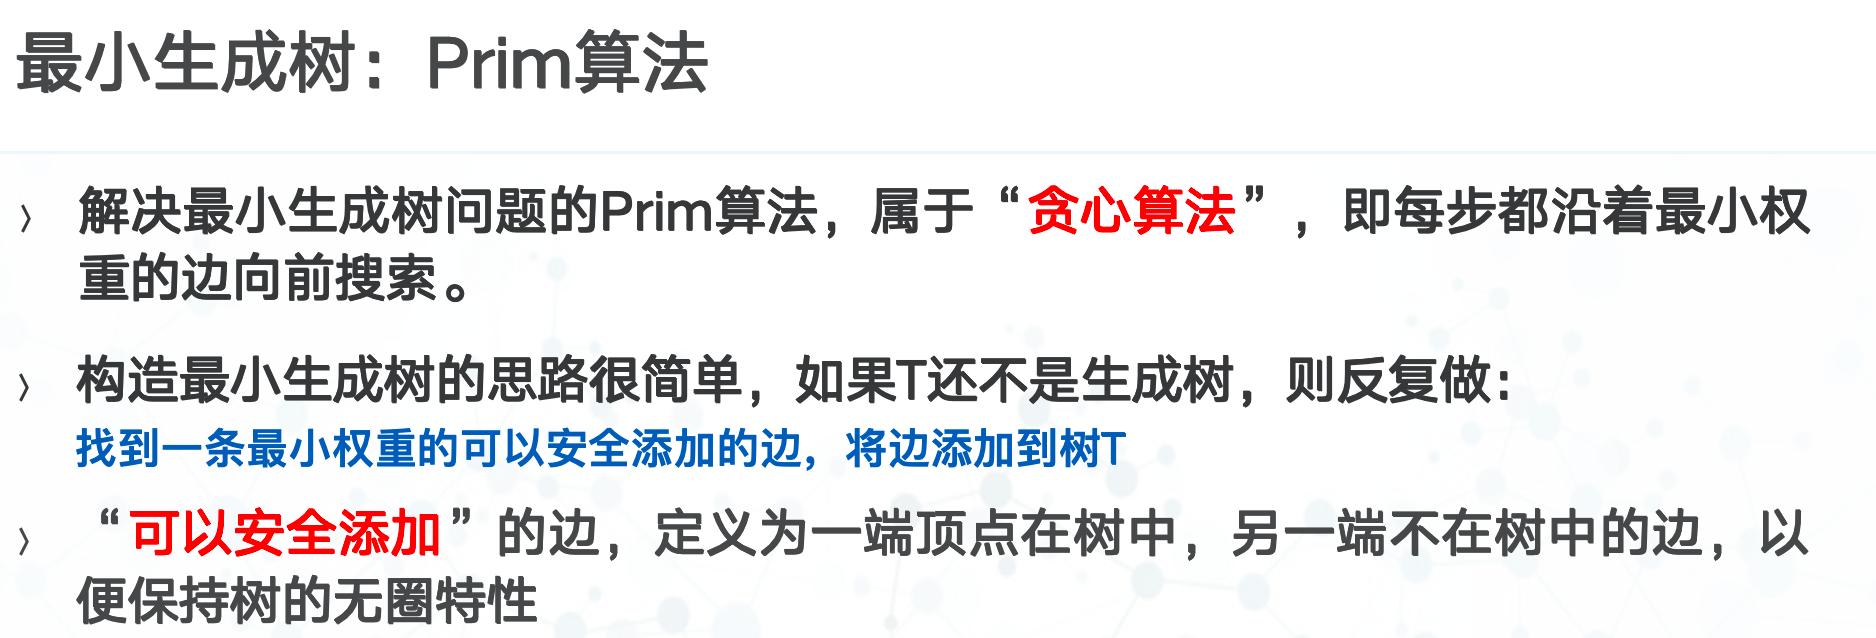 最小生成树：Prim算法
› 解决最小生成树问题的Prim算法，属于“贪心算法”，即每步都沿着最小权
重的边向前搜索。
› 构造最小生成树的思路很简单，如果T还不是生成树，则反复做：
找到一条最小权重的可以安全添加的边，将边添加到树T
› “可以安全添加”的边，定义为一端顶点在树中，另一端不在树中的边，以
便保持树的无圈特性